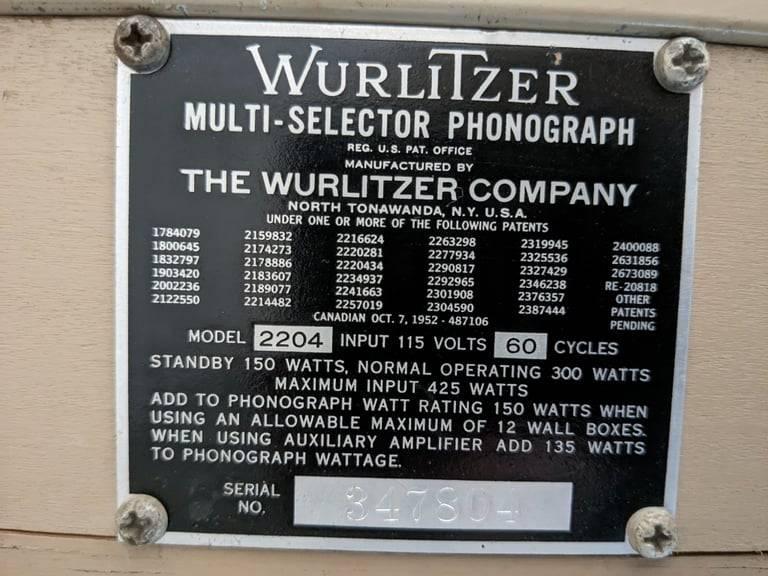 WURLITZER
MULTI-SELECTOR PHONOGRAPH
REG. U.S. PAT. OFFICE
MANUFACTURED BY
THE WURLITZER COMPANY
NORTH TONAWANDA, N.Y. U.S.A.
UNDER ONE OR MORE OF THE FOLLOWING PATENTS
1784079 2159832 2216624 2263298 2319945 2400088
1800645 2174273 2220281 2277934 2325536 2631856
1832797 2178886 2220434 2290817 2327429 2673089
1903420 2183607 2234937 2292965 2346238 RE-20818
2002236 2189077 2241663 2301908 2376357 OTHER
2122550 2214482 2257019 2304590 2387444 PATENTS
CANADIAN OCT. 7, 1952 - 487106 PENDING
MODEL 2204 INPUT 115 VOLTS 60 CYCLES
STANDBY 150 WATTS, NORMAL OPERATING 300 WATTS
MAXIMUM INPUT 425 WATTS
ADD TO PHONOGRAPH WATT RATING 150 WATTS WHEN
USING AN ALLOWABLE MAXIMUM OF 12 WALL BOXES.
WHEN USING AUXILIARY AMPLIFIER ADD 135 WATTS
TO PHONOGRAPH WATTAGE.
SERIAL
NO. 347804